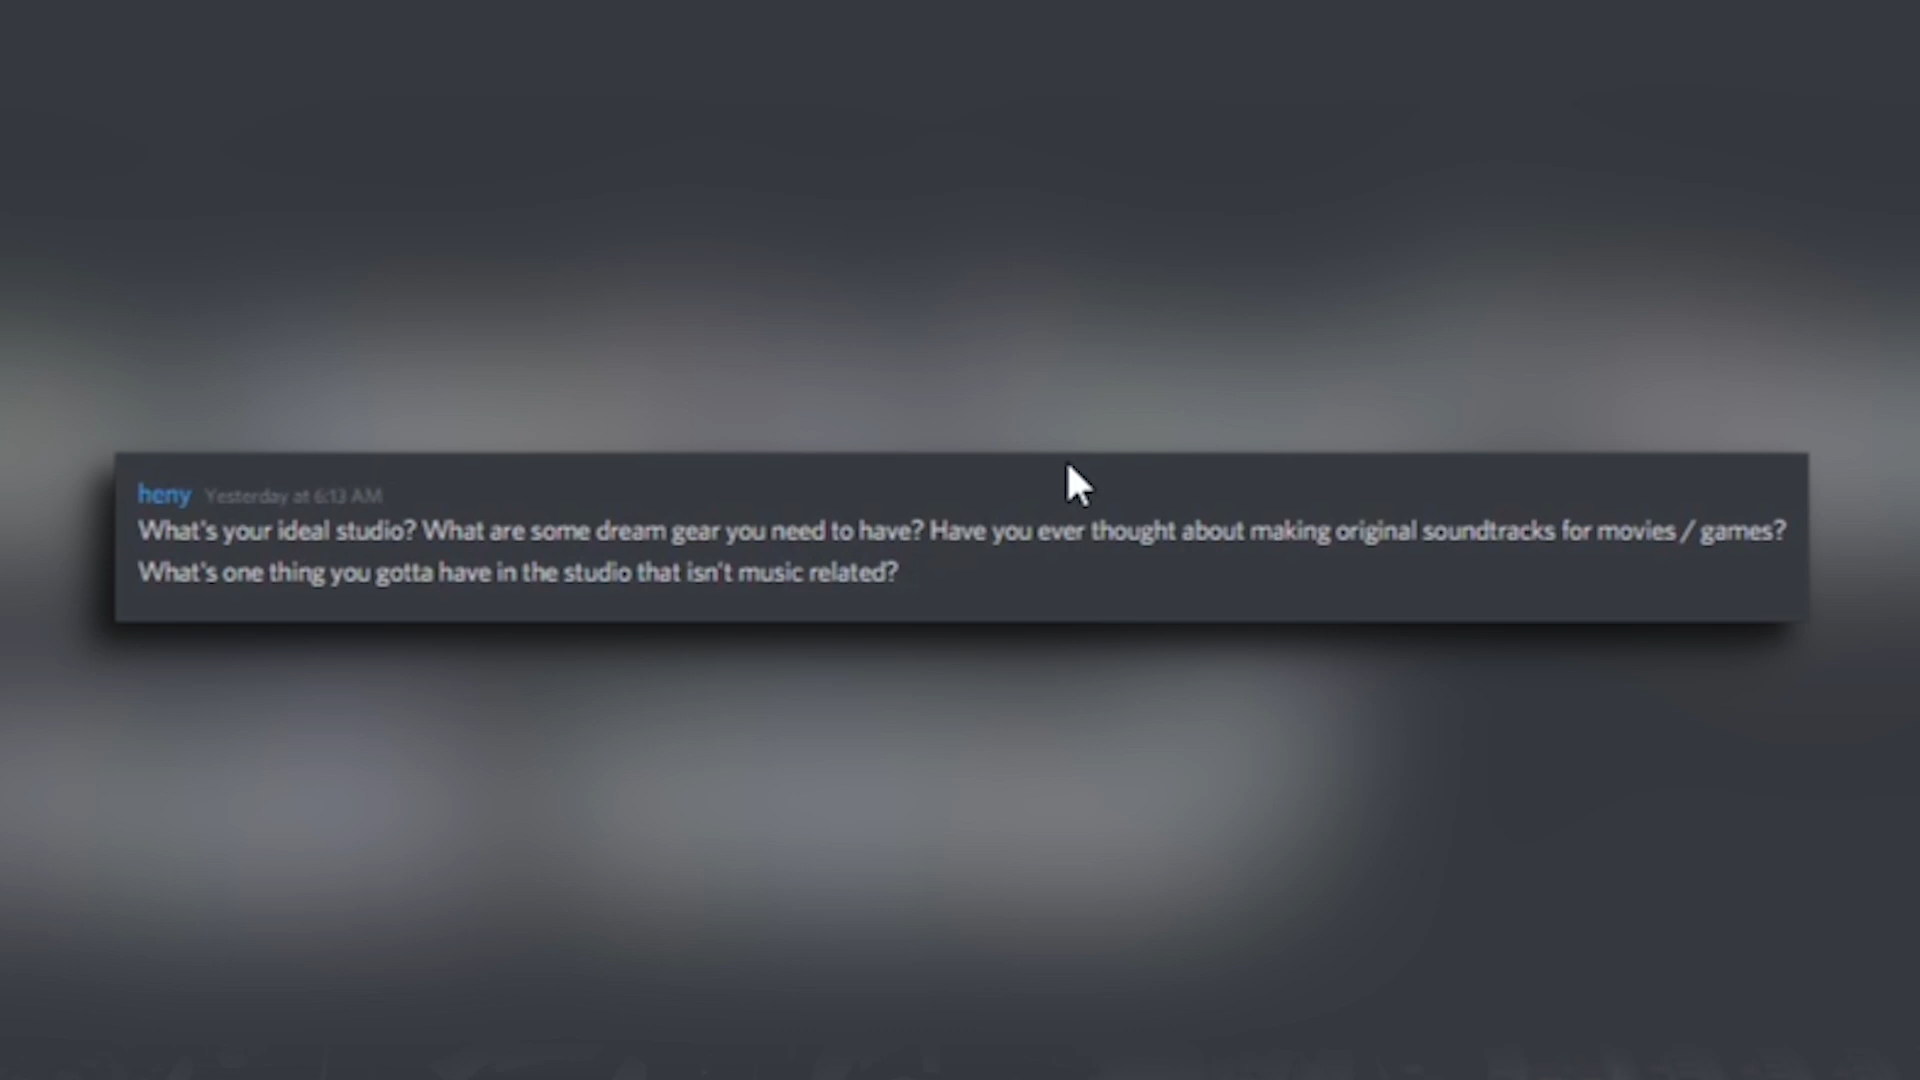 heny Yesterday at 6:13 AM
What's your ideal studio? What are some dream gear you need to have? Have you ever thought about making original soundtracks for movies / games?
What's one thing you gotta have in the studio that isn't music related?